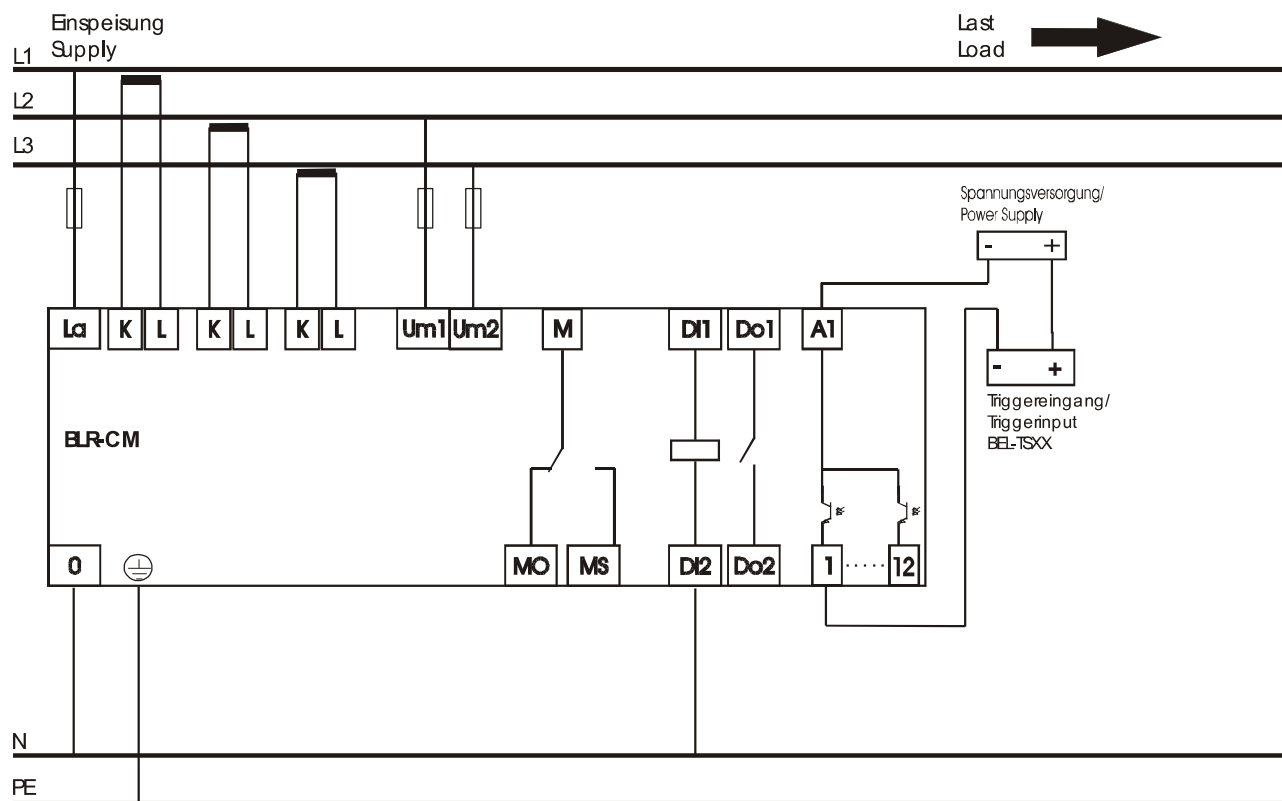 Einspeisung
Supply
Last
Load
L1
L2
L3
Spannungsversorgung/
Power Supply
- +
La K L K L K L Um1 Um2 M DI1 Do1 A1
- +
Triggereingang/
Triggerinput
BEL-TSXX
BLR-CM
0 MO MS DI2 Do2 1 ..... 12
N
PE